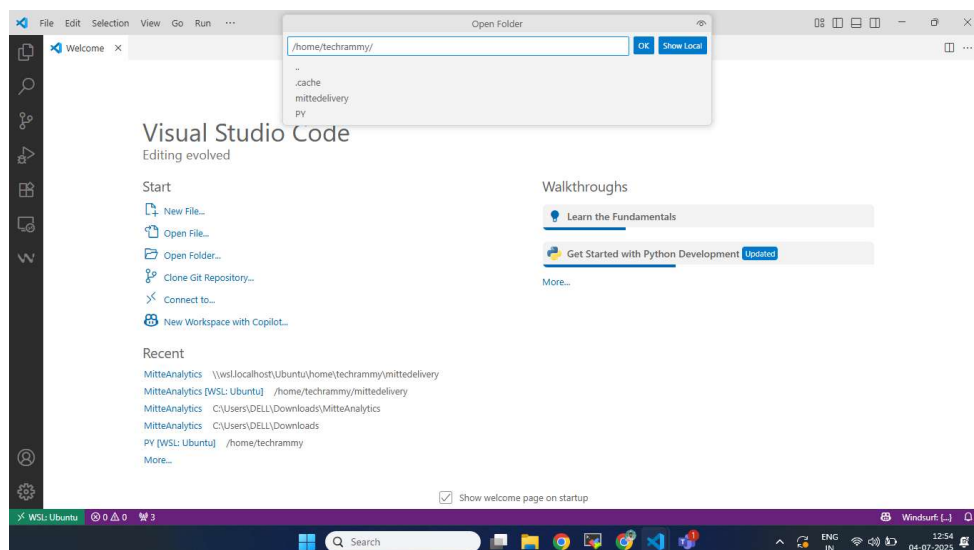 File Edit Selection View Go Run ...
Open Folder
Welcome
/home/techrammy/
OK
Show Local
..
.cache
mittedelivery
PY
Visual Studio Code
Editing evolved
Start
New File...
Open File...
Open Folder...
Clone Git Repository...
Connect to...
New Workspace with Copilot...
Walkthroughs
Learn the Fundamentals
Get Started with Python Development Updated
More...
Recent
MitteAnalytics \\wsl.localhost\Ubuntu\home\techrammy\mittedelivery
MitteAnalytics [WSL: Ubuntu] /home/techrammy/mittedelivery
MitteAnalytics C:\Users\DELL\Downloads\MitteAnalytics
MitteAnalytics C:\Users\DELL\Downloads
PY [WSL: Ubuntu] /home/techrammy
More...
Show welcome page on startup
WSL: Ubuntu 0 0 3
Windsurf: {...}
Search
1
ENG
IN
12:54
04-07-2025